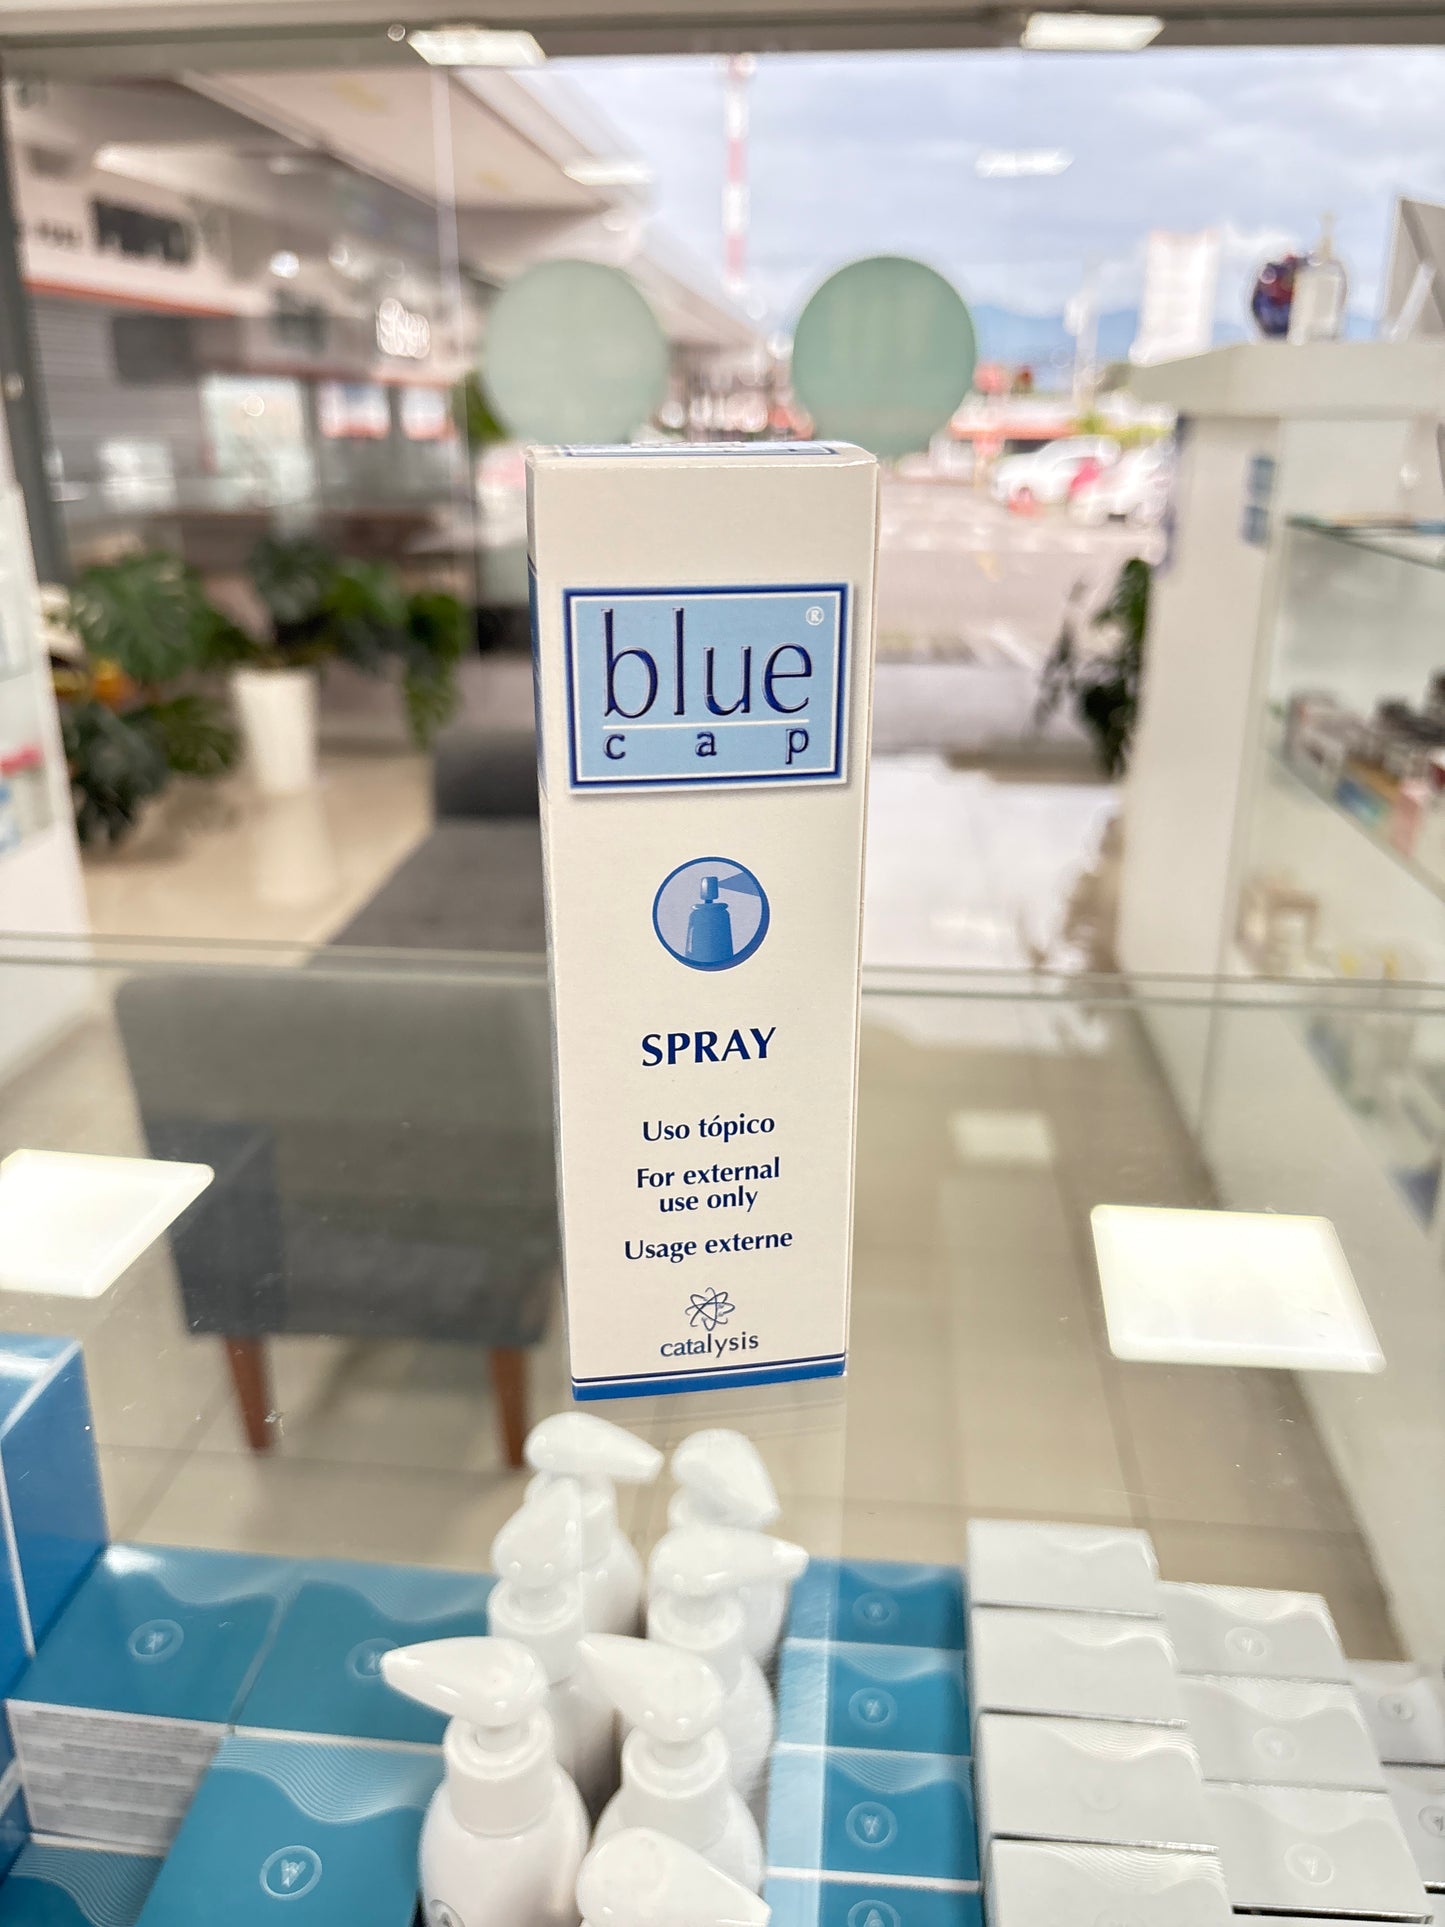 blue®
cap
SPRAY
Uso tópico
For external
use only
Usage externe
catalysis